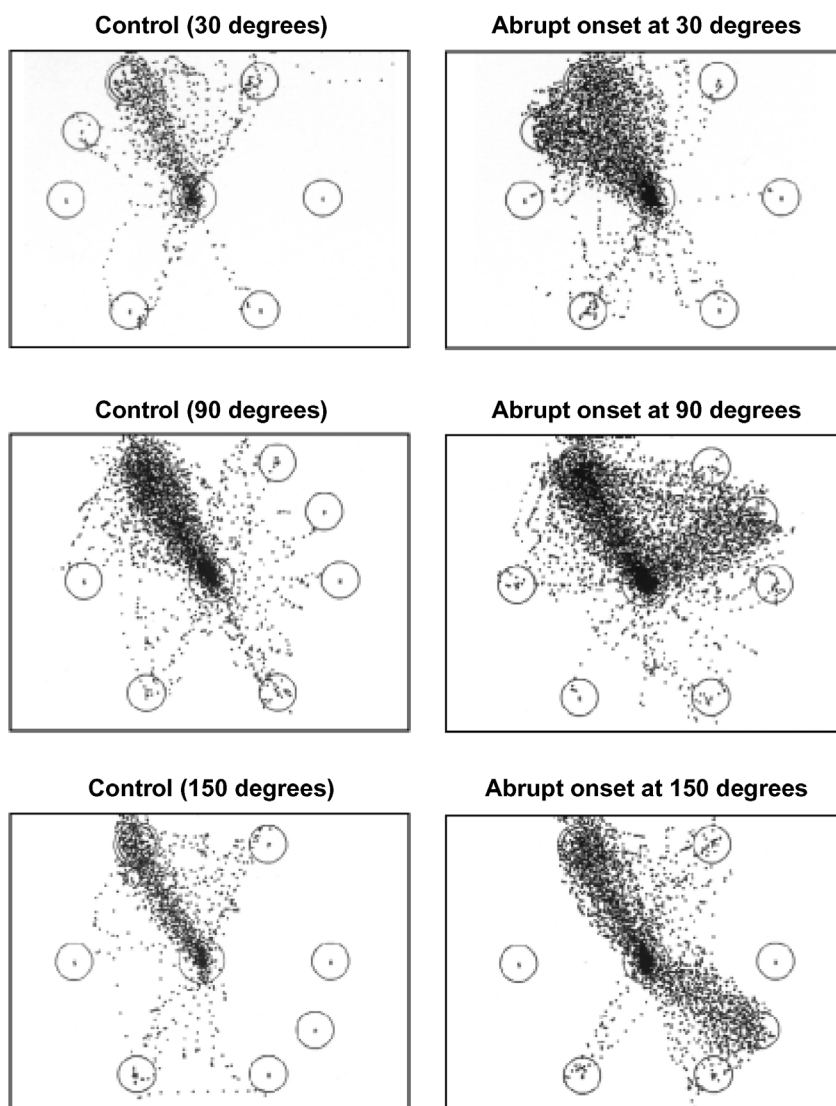 Control (30 degrees)
Abrupt onset at 30 degrees
Control (90 degrees)
Abrupt onset at 90 degrees
Control (150 degrees)
Abrupt onset at 150 degrees